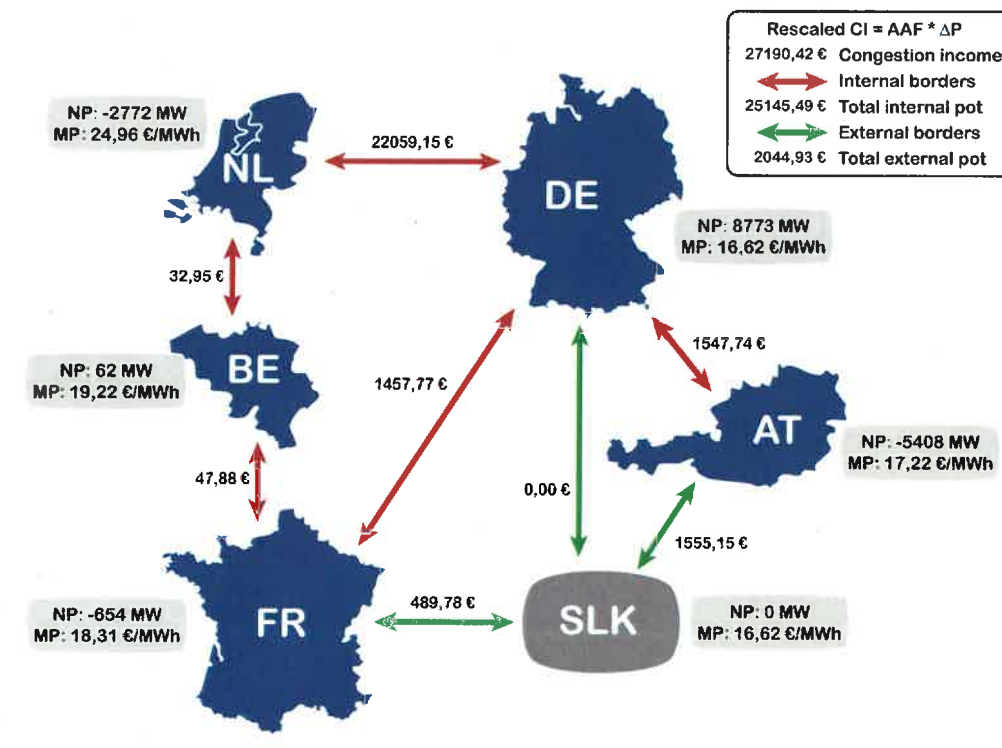 Rescaled CI = AAF * ΔP
27190,42 € Congestion income
Internal borders
25145,49 € Total internal pot
External borders
2044,93 € Total external pot
NP: -2772 MW
MP: 24,96 €/MWh
NL
22059,15 €
DE
NP: 8773 MW
MP: 16,62 €/MWh
32,95 €
BE
NP: 62 MW
MP: 19,22 €/MWh
1457,77 €
1547,74 €
AT
NP: -5408 MW
MP: 17,22 €/MWh
47,88 €
0,00 €
1555,15 €
FR
NP: -654 MW
MP: 18,31 €/MWh
489,78 €
SLK
NP: 0 MW
MP: 16,62 €/MWh